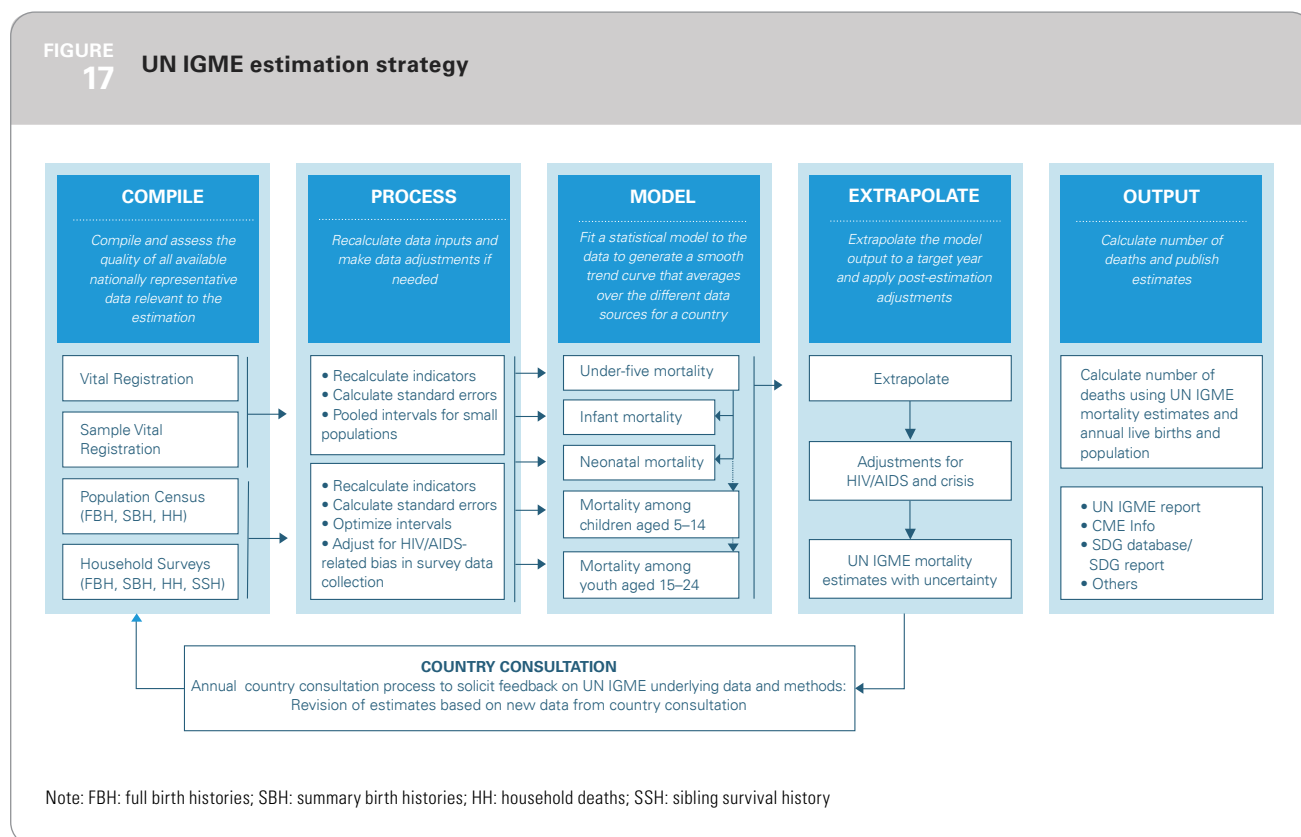 FIGURE
17
UN IGME estimation strategy
COMPILE
Compile and assess the
quality of all available
nationally representative
data relevant to the
estimation
Vital Registration
Sample Vital
Registration
Population Census
(FBH, SBH, HH)
Household Surveys
(FBH, SBH, HH, SSH)
PROCESS
Recalculate data inputs and
make data adjustments if
needed
• Recalculate indicators
• Calculate standard errors
• Pooled intervals for small
populations
• Recalculate indicators
• Calculate standard errors
• Optimize intervals
• Adjust for HIV/AIDS-
related bias in survey data
collection
MODEL
Fit a statistical model to the
data to generate a smooth
trend curve that averages
over the different data
sources for a country
Under-five mortality
Infant mortality
Neonatal mortality
Mortality among
children aged 5–14
Mortality among
youth aged 15–24
EXTRAPOLATE
Extrapolate the model
output to a target year
and apply post-estimation
adjustments
Extrapolate
Adjustments for
HIV/AIDS and crisis
UN IGME mortality
estimates with uncertainty
OUTPUT
Calculate number of
deaths and publish
estimates
Calculate number of
deaths using UN IGME
mortality estimates and
annual live births and
population
• UN IGME report
• CME Info
• SDG database/
SDG report
• Others
COUNTRY CONSULTATION
Annual country consultation process to solicit feedback on UN IGME underlying data and methods:
Revision of estimates based on new data from country consultation
Note: FBH: full birth histories; SBH: summary birth histories; HH: household deaths; SSH: sibling survival history